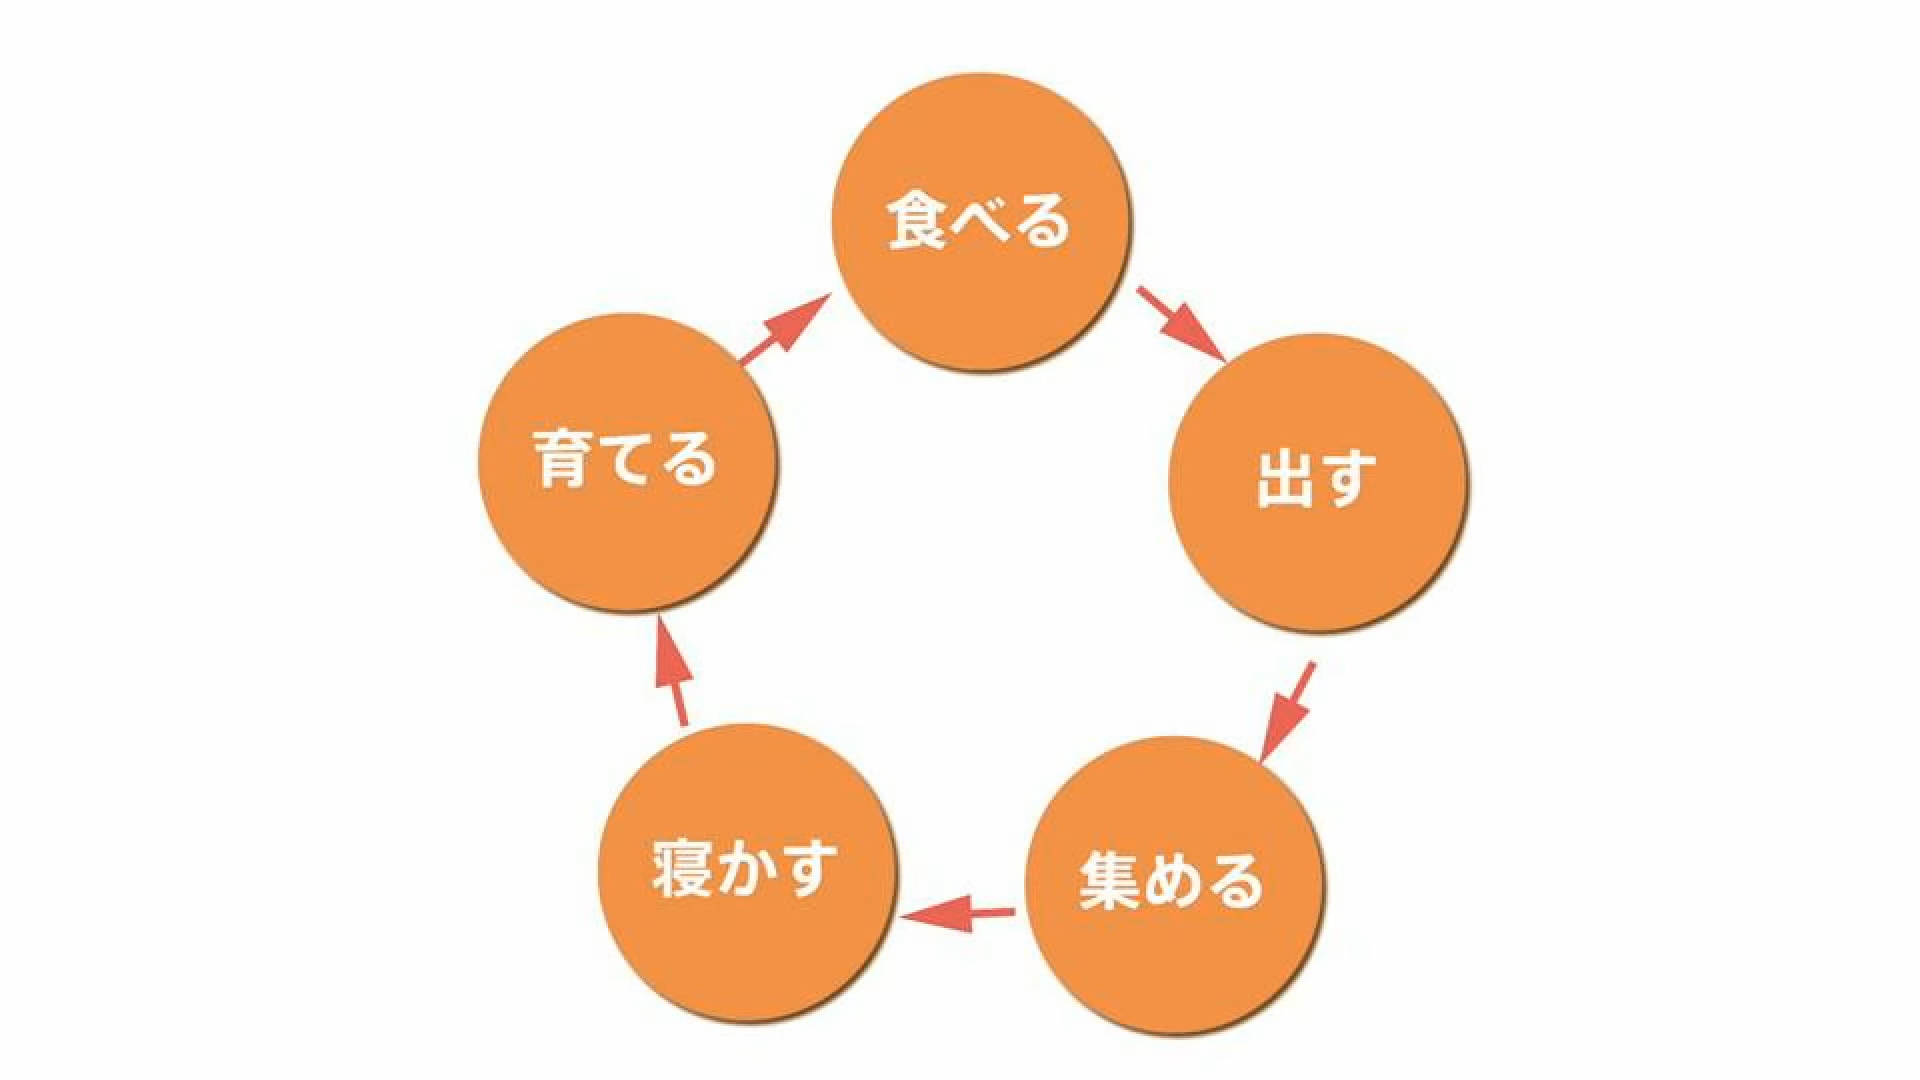 食べる
出す
集める
寝かす
育てる